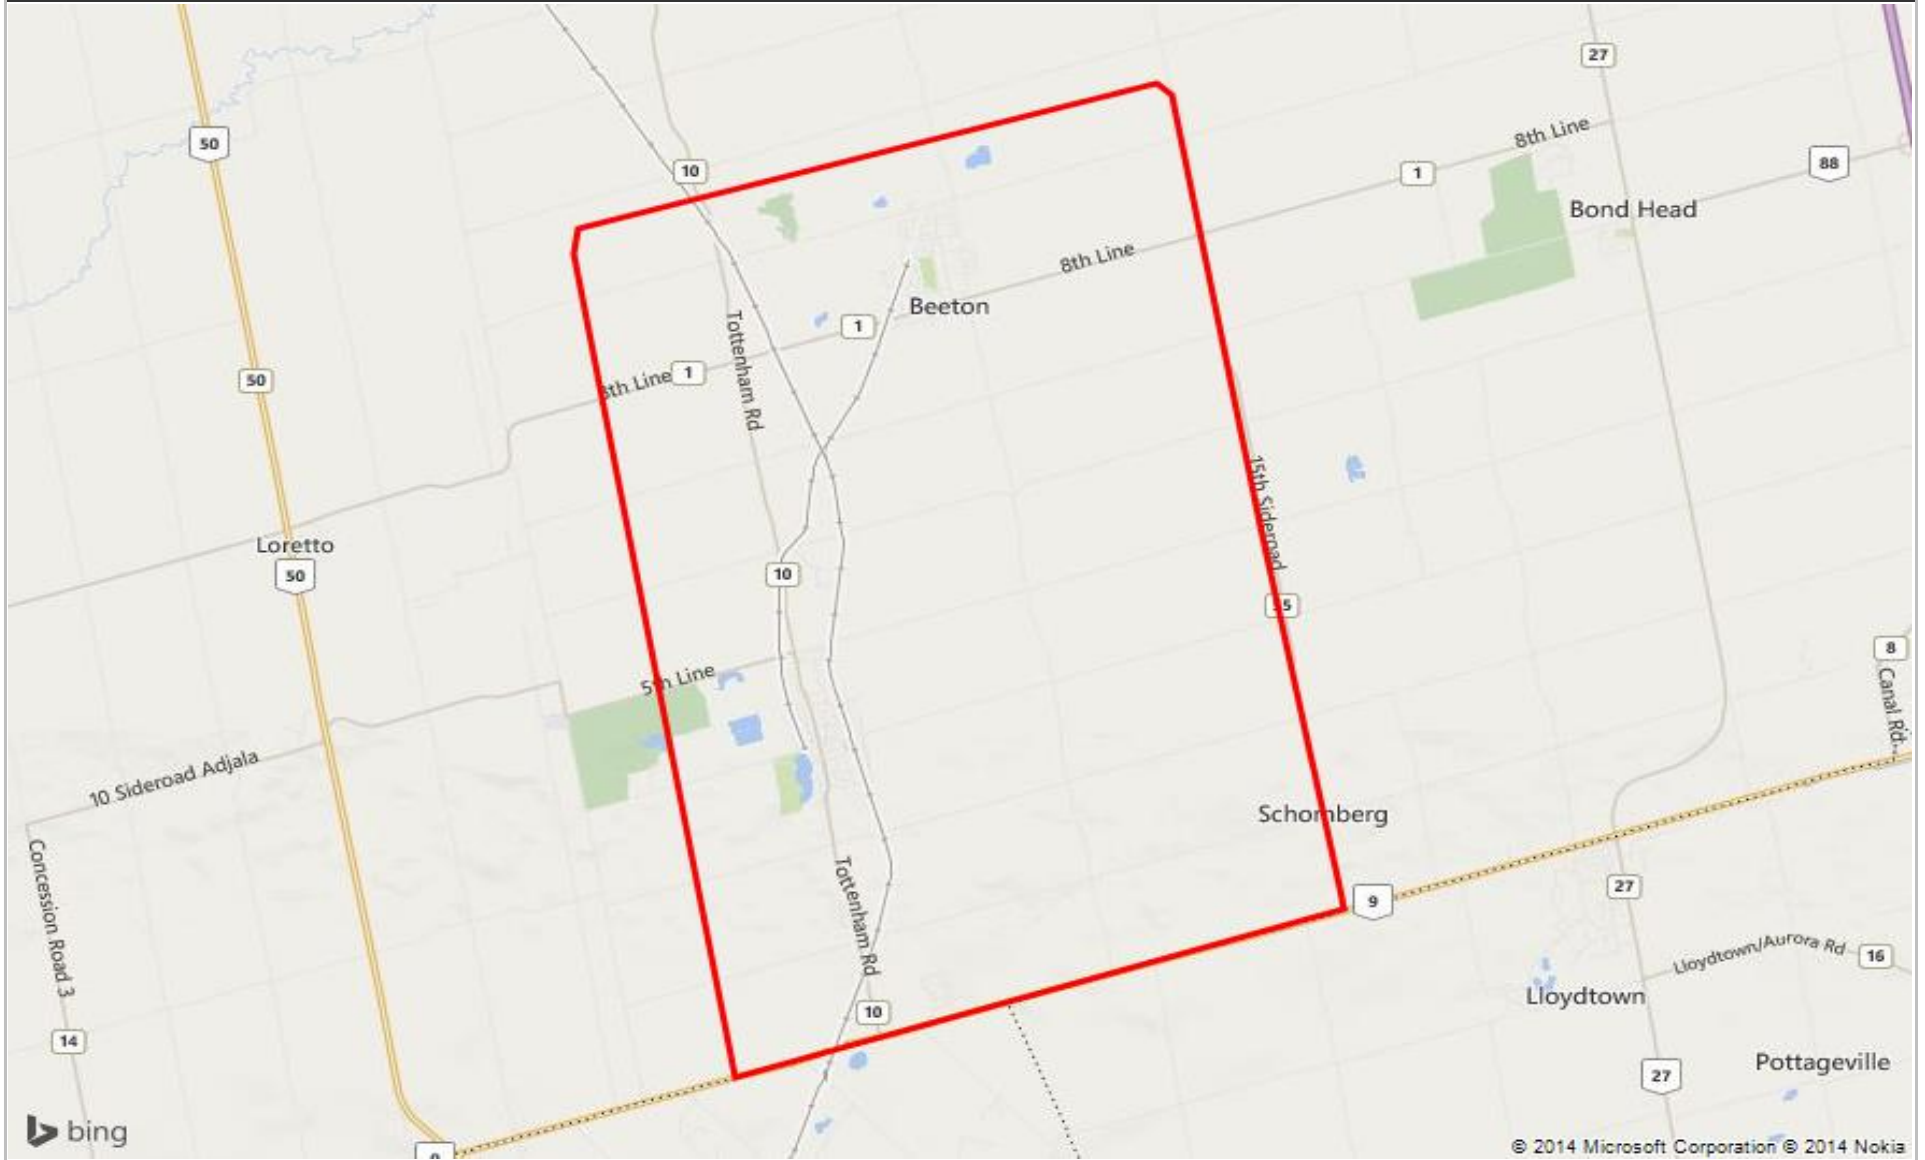 27
50
8th Line
88
10
1
Bond Head
8th Line
Beeton
1
Tottenham Rd
8th Line
1
50
15th Sideroad
Loretto
50
10
15
8
Canal Rd..
5th Line
10 Sideroad Adjala
Schomberg
Concession Road 3
Tottenham Rd
9
27
Lloydtown/Aurora Rd
16
Lloydtown
10
14
Pottageville
27
bing
9
© 2014 Microsoft Corporation © 2014 Nokia